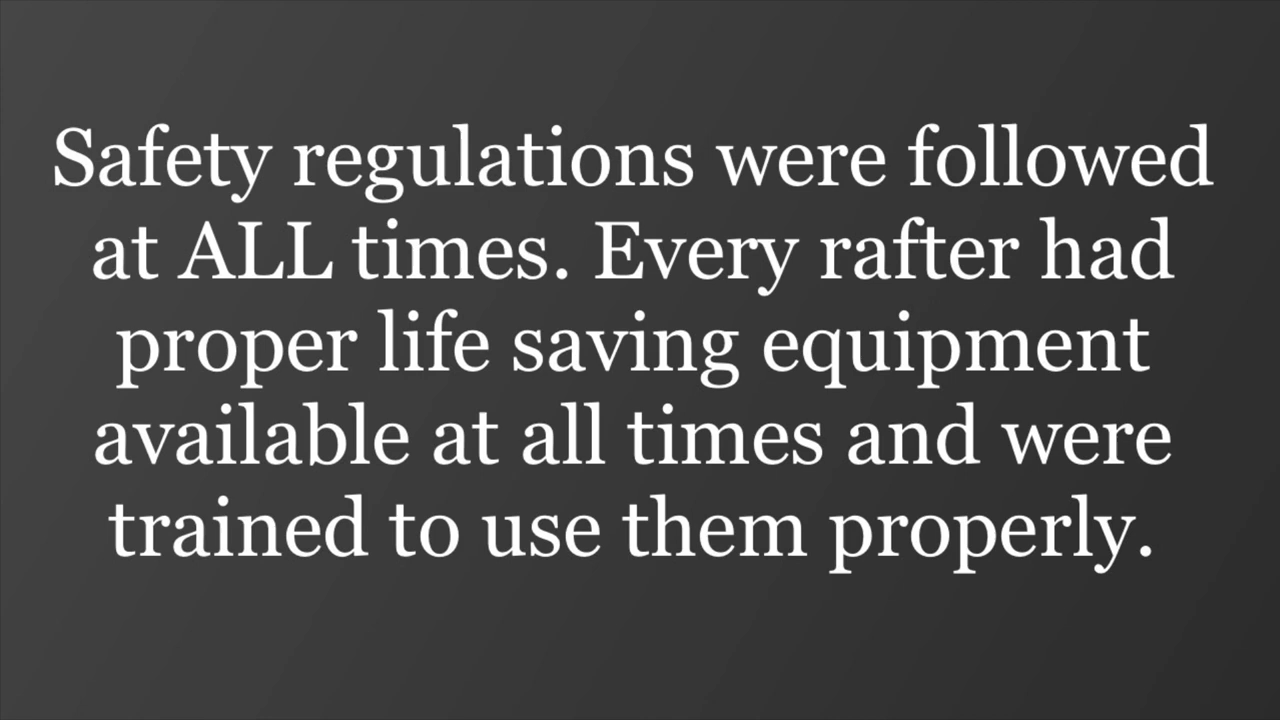 Safety regulations were followed
at ALL times. Every rafter had
proper life saving equipment
available at all times and were
trained to use them properly.